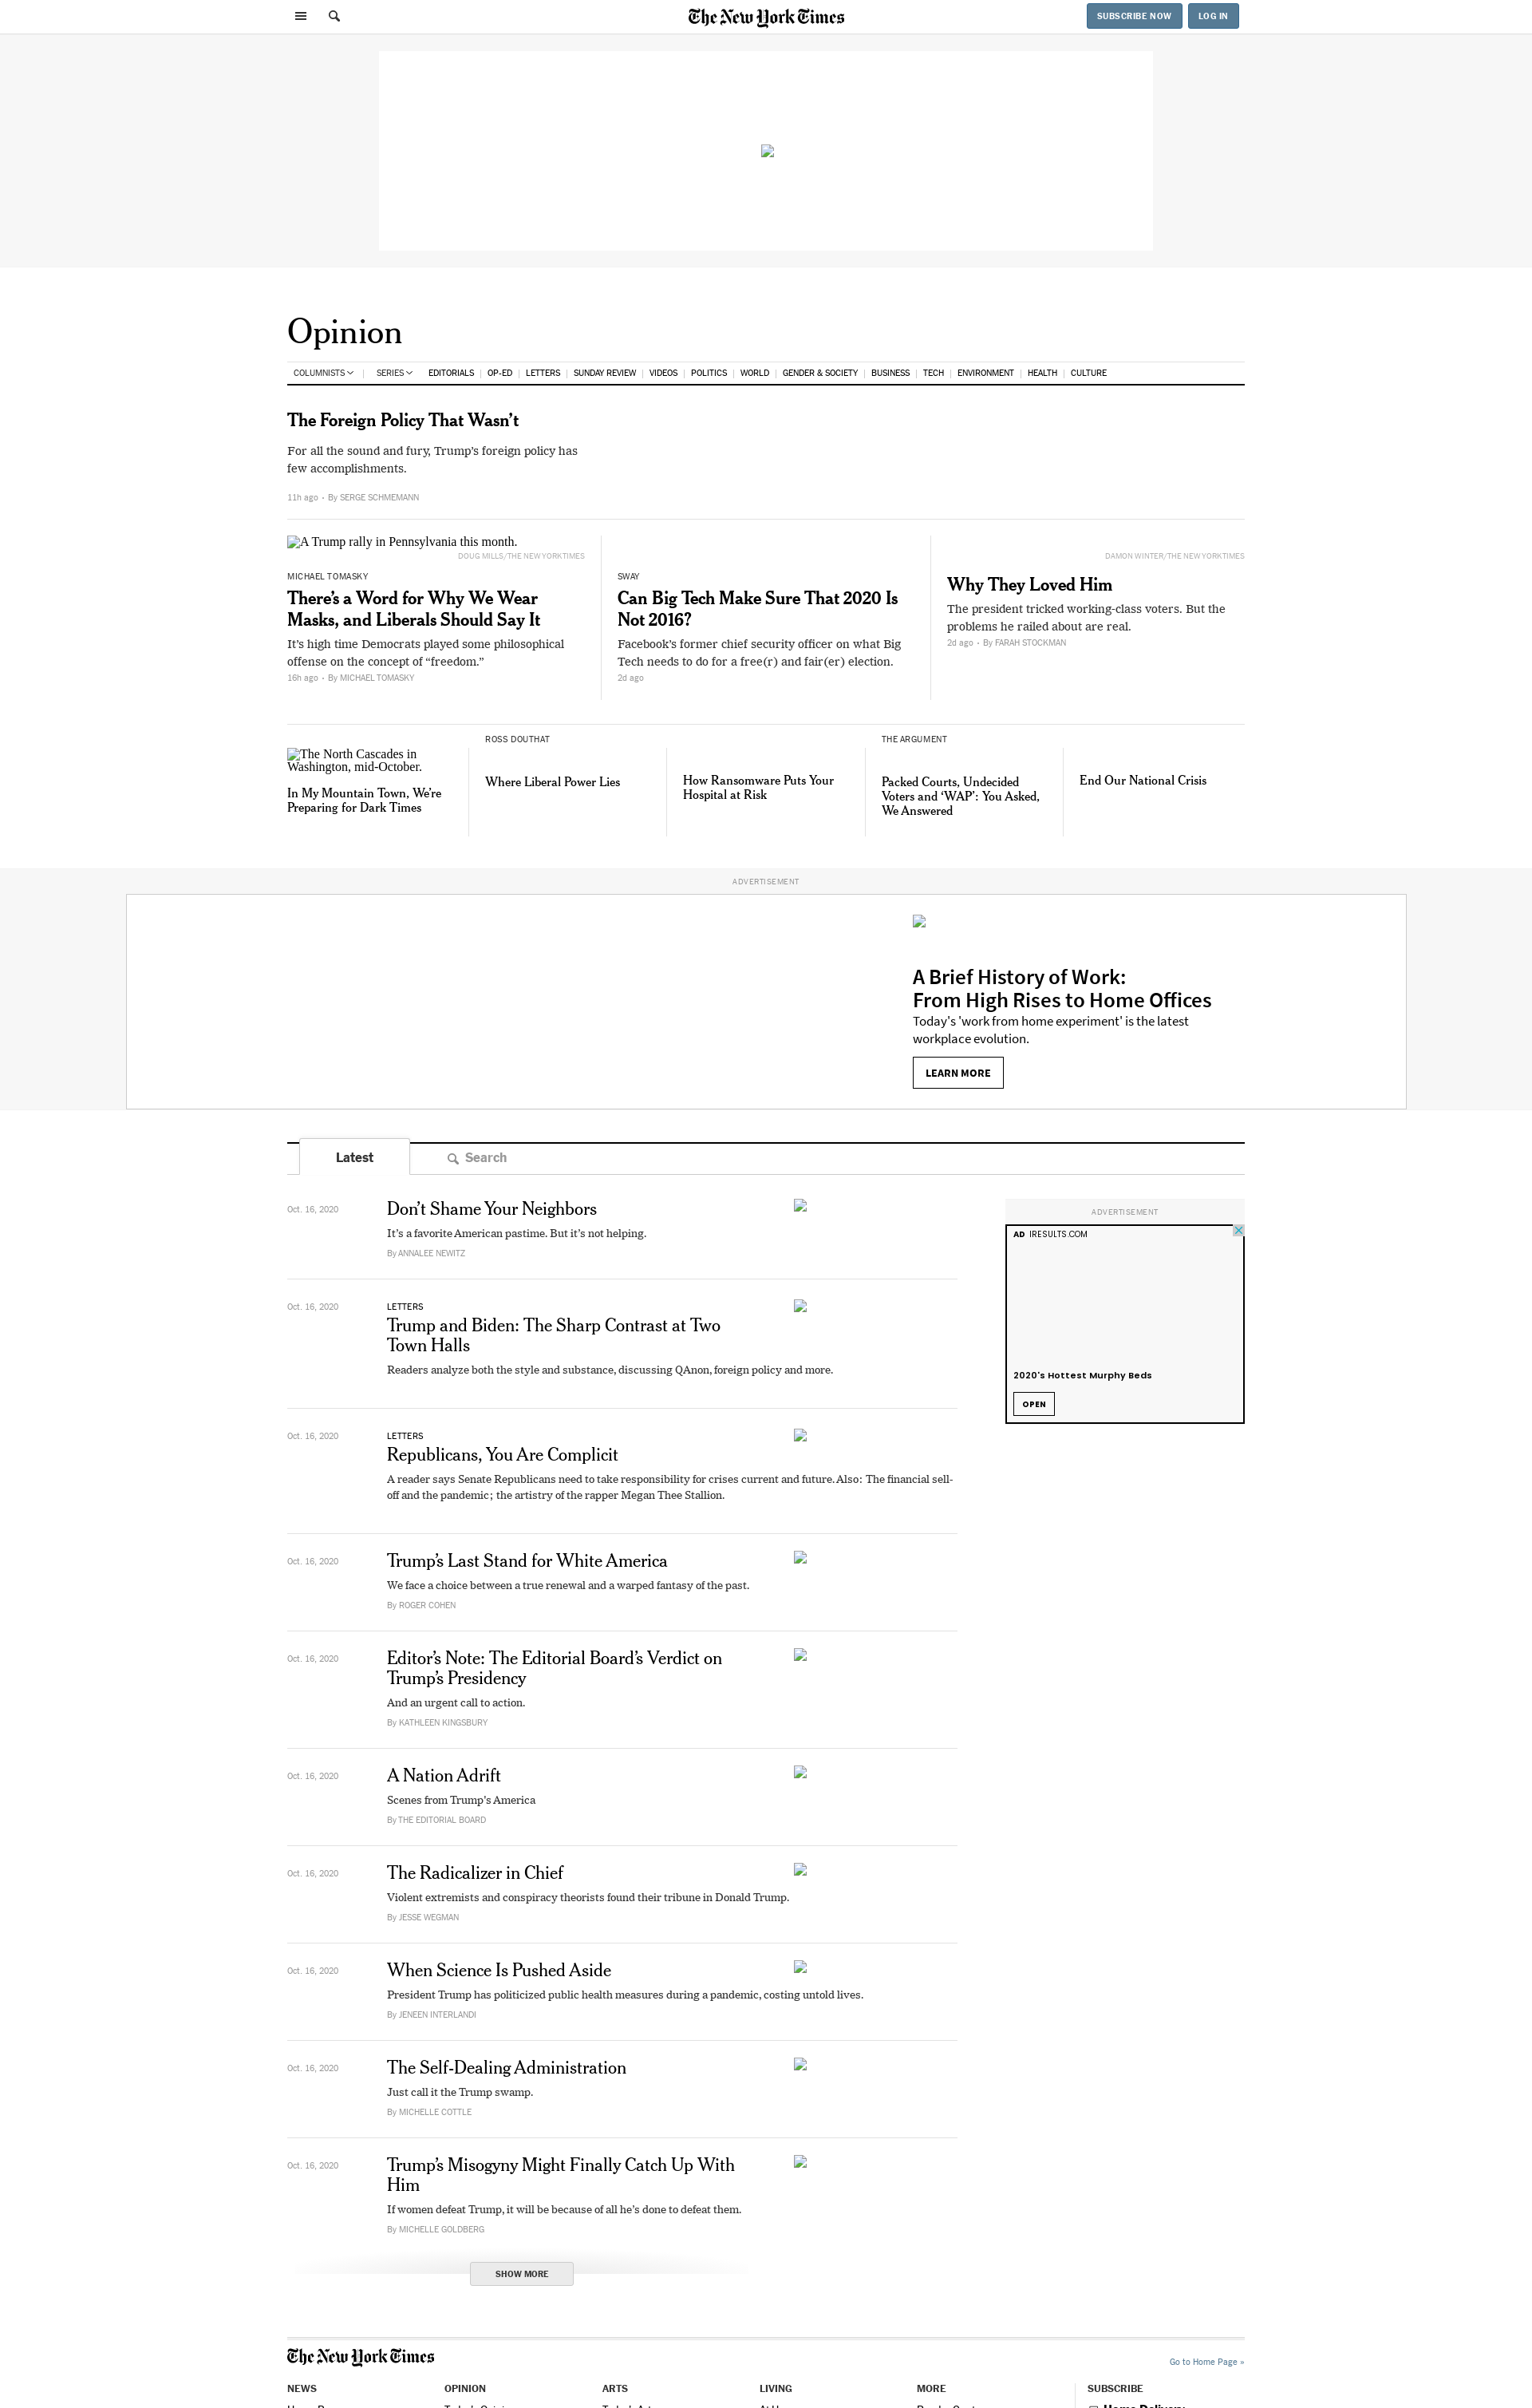 The New York Times
SUBSCRIBE NOW
LOG IN
Opinion
COLUMNISTS
SERIES
EDITORIALS
OP-ED
LETTERS
SUNDAY REVIEW
VIDEOS
POLITICS
WORLD
GENDER & SOCIETY
BUSINESS
TECH
ENVIRONMENT
HEALTH
CULTURE
The Foreign Policy That Wasn’t
For all the sound and fury, Trump’s foreign policy has
few accomplishments.
11h ago • By SERGE SCHMEMANN
A Trump rally in Pennsylvania this month.
DOUG MILLS/THE NEW YORK TIMES
MICHAEL TOMASKY
There’s a Word for Why We Wear
Masks, and Liberals Should Say It
It’s high time Democrats played some philosophical
offense on the concept of “freedom.”
16h ago • By MICHAEL TOMASKY
SWAY
Can Big Tech Make Sure That 2020 Is
Not 2016?
Facebook’s former chief security officer on what Big
Tech needs to do for a free(r) and fair(er) election.
2d ago
DAMON WINTER/THE NEW YORK TIMES
Why They Loved Him
The president tricked working-class voters. But the
problems he railed about are real.
2d ago • By FARAH STOCKMAN
The North Cascades in
Washington, mid-October.
In My Mountain Town, We’re
Preparing for Dark Times
ROSS DOUTHAT
Where Liberal Power Lies
How Ransomware Puts Your
Hospital at Risk
THE ARGUMENT
Packed Courts, Undecided
Voters and ‘WAP’: You Asked,
We Answered
End Our National Crisis
ADVERTISEMENT
A Brief History of Work:
From High Rises to Home Offices
Today's 'work from home experiment' is the latest
workplace evolution.
LEARN MORE
Latest
Search
Oct. 16, 2020
Don’t Shame Your Neighbors
It’s a favorite American pastime. But it’s not helping.
By ANNALEE NEWITZ
ADVERTISEMENT
AD IRESULTS.COM
2020's Hottest Murphy Beds
OPEN
Oct. 16, 2020
LETTERS
Trump and Biden: The Sharp Contrast at Two
Town Halls
Readers analyze both the style and substance, discussing QAnon, foreign policy and more.
Oct. 16, 2020
LETTERS
Republicans, You Are Complicit
A reader says Senate Republicans need to take responsibility for crises current and future. Also: The financial sell-
off and the pandemic; the artistry of the rapper Megan Thee Stallion.
Oct. 16, 2020
Trump’s Last Stand for White America
We face a choice between a true renewal and a warped fantasy of the past.
By ROGER COHEN
Oct. 16, 2020
Editor’s Note: The Editorial Board’s Verdict on
Trump’s Presidency
And an urgent call to action.
By KATHLEEN KINGSBURY
Oct. 16, 2020
A Nation Adrift
Scenes from Trump’s America
By THE EDITORIAL BOARD
Oct. 16, 2020
The Radicalizer in Chief
Violent extremists and conspiracy theorists found their tribune in Donald Trump.
By JESSE WEGMAN
Oct. 16, 2020
When Science Is Pushed Aside
President Trump has politicized public health measures during a pandemic, costing untold lives.
By JENEEN INTERLANDI
Oct. 16, 2020
The Self-Dealing Administration
Just call it the Trump swamp.
By MICHELLE COTTLE
Oct. 16, 2020
Trump’s Misogyny Might Finally Catch Up With
Him
If women defeat Trump, it will be because of all he’s done to defeat them.
By MICHELLE GOLDBERG
SHOW MORE
The New York Times
Go to Home Page »
NEWS
OPINION
ARTS
LIVING
MORE
SUBSCRIBE